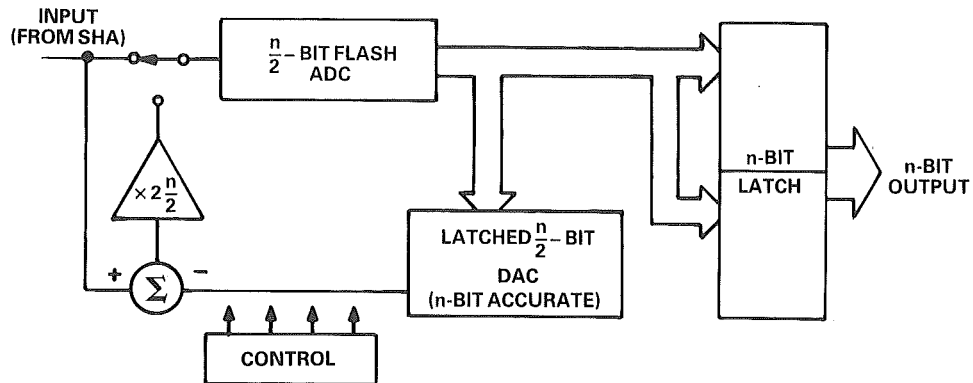 INPUT
(FROM SHA)
n/2 – BIT FLASH
ADC
× 2 n/2
+
Σ
–
LATCHED n/2 – BIT
DAC
(n-BIT ACCURATE)
CONTROL
n-BIT
LATCH
n-BIT
OUTPUT